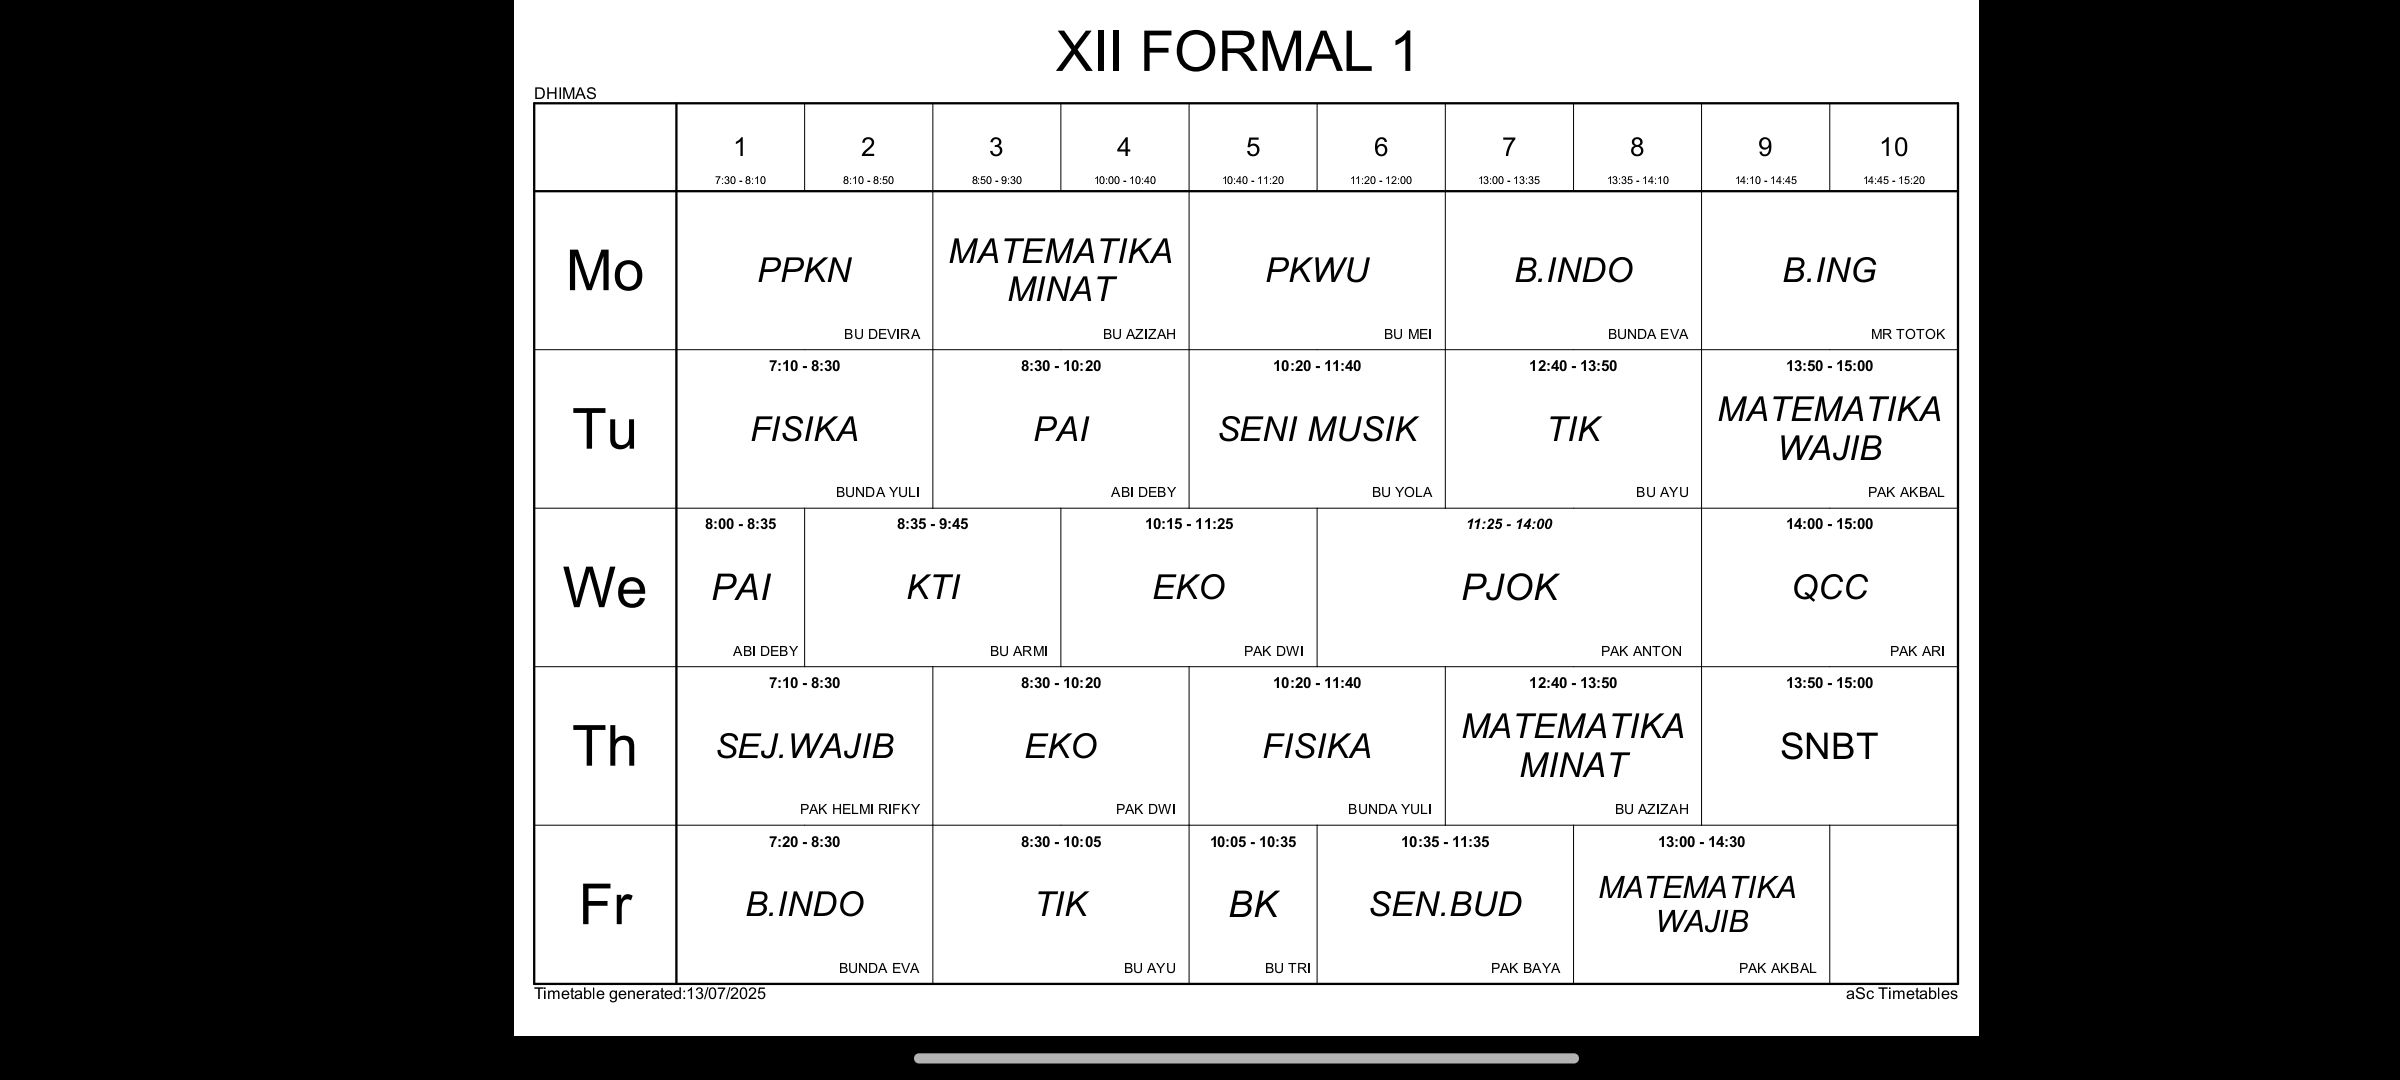 XII FORMAL 1
DHIMAS
1 2 3 4 5 6 7 8 9 10
7:30 - 8:10 8:10 - 8:50 8:50 - 9:30 10:00 - 10:40 10:40 - 11:20 11:20 - 12:00 13:00 - 13:35 13:35 - 14:10 14:10 - 14:45 14:45 - 15:20
Mo
PPKN
BU DEVIRA
MATEMATIKA
MINAT
BU AZIZAH
PKWU
BU MEI
B.INDO
BUNDA EVA
B.ING
MR TOTOK
Tu
7:10 - 8:30
FISIKA
BUNDA YULI
8:30 - 10:20
PAI
ABI DEBY
10:20 - 11:40
SENI MUSIK
BU YOLA
12:40 - 13:50
TIK
BU AYU
13:50 - 15:00
MATEMATIKA
WAJIB
PAK AKBAL
We
8:00 - 8:35
PAI
ABI DEBY
8:35 - 9:45
KTI
BU ARMI
10:15 - 11:25
EKO
PAK DWI
11:25 - 14:00
PJOK
PAK ANTON
14:00 - 15:00
QCC
PAK ARI
Th
7:10 - 8:30
SEJ.WAJIB
PAK HELMI RIFKY
8:30 - 10:20
EKO
PAK DWI
10:20 - 11:40
FISIKA
BUNDA YULI
12:40 - 13:50
MATEMATIKA
MINAT
BU AZIZAH
13:50 - 15:00
SNBT
Fr
7:20 - 8:30
B.INDO
BUNDA EVA
8:30 - 10:05
TIK
BU AYU
10:05 - 10:35
BK
BU TRI
10:35 - 11:35
SEN.BUD
PAK BAYA
13:00 - 14:30
MATEMATIKA
WAJIB
PAK AKBAL
Timetable generated:13/07/2025
aSc Timetables